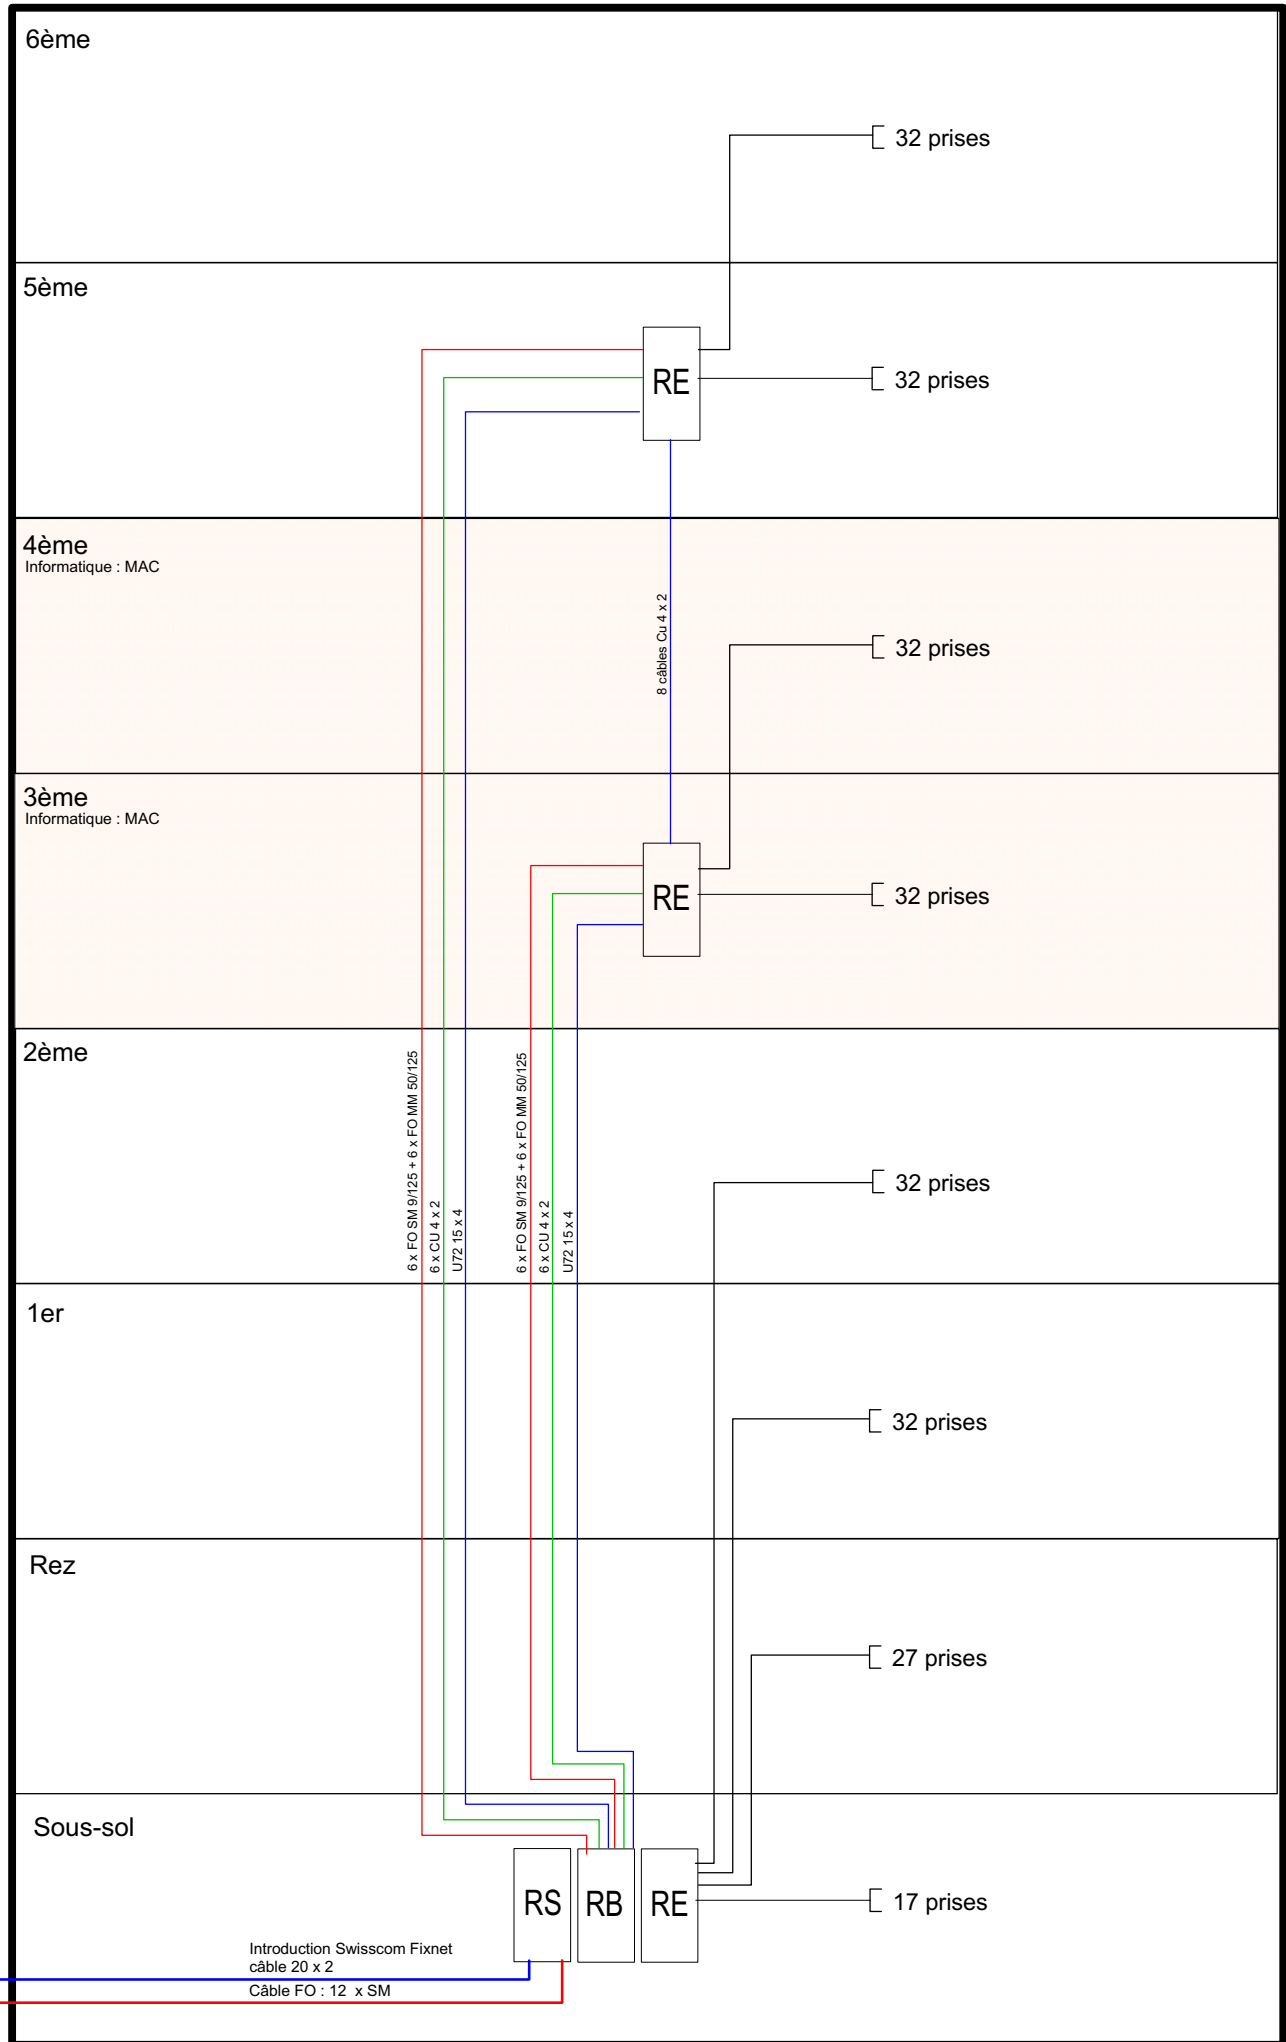 6ème
32 prises
5ème
RE
32 prises
4ème
Informatique : MAC
8 câbles Cu 4 x 2
32 prises
3ème
Informatique : MAC
RE
32 prises
2ème
6 x FO SM 9/125 + 6 x FO MM 50/125
6 x CU 4 x 2
U72 15 x 4
6 x FO SM 9/125 + 6 x FO MM 50/125
6 x CU 4 x 2
U72 15 x 4
32 prises
1er
32 prises
Rez
27 prises
Sous-sol
RS
RB
RE
17 prises
Introduction Swisscom Fixnet
câble 20 x 2
Câble FO : 12 x SM